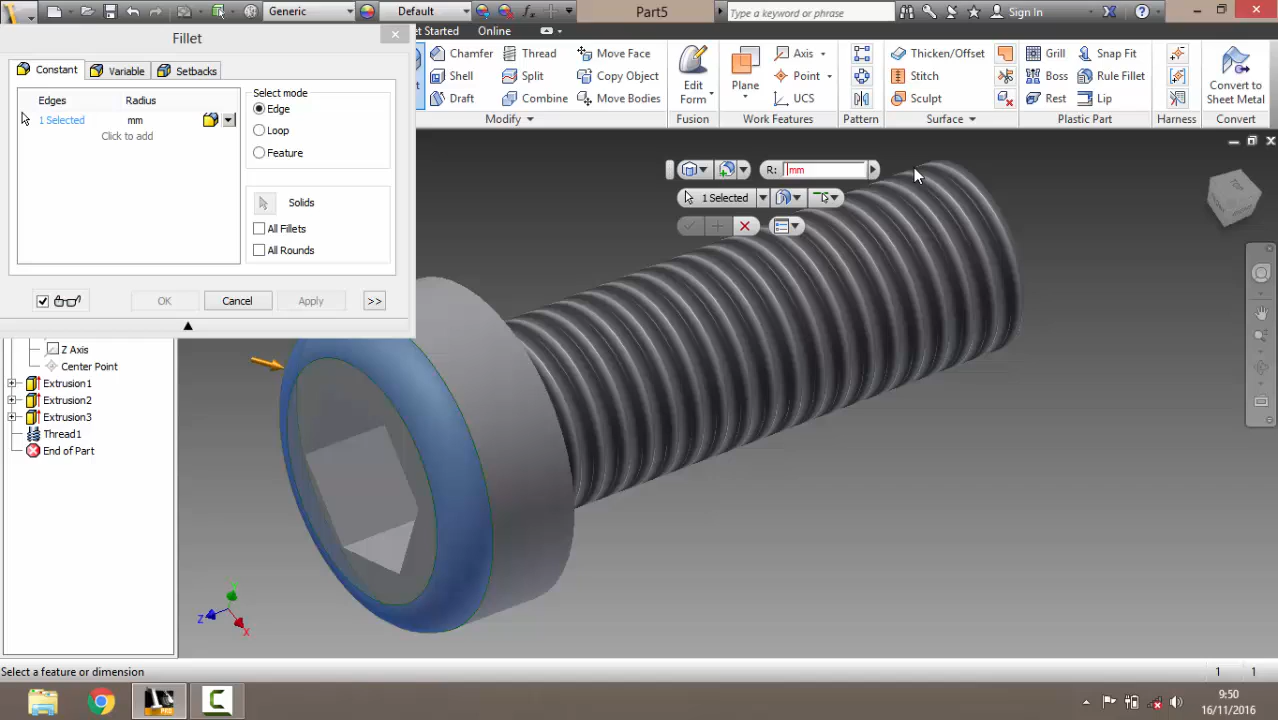 Generic
Default
Part5
Type a keyword or phrase
Sign In
Fillet
et Started
Online
Constant
Variable
Setbacks
Edges
Radius
1 Selected
mm
Click to add
Select mode
Edge
Loop
Feature
Solids
All Fillets
All Rounds
OK
Cancel
Apply
>>
Chamfer
Thread
Move Face
Shell
Split
Copy Object
Draft
Combine
Move Bodies
Modify
Edit
Form
Fusion
Plane
Axis
Point
UCS
Work Features
Pattern
Thicken/Offset
Stitch
Sculpt
Surface
Grill
Snap Fit
Boss
Rule Fillet
Rest
Lip
Plastic Part
Harness
Convert to
Sheet Metal
Convert
R:
mm
1 Selected
TOP
Z Axis
Center Point
Extrusion1
Extrusion2
Extrusion3
Thread1
End of Part
Y
Z
X
Select a feature or dimension
1
1
9:50
16/11/2016